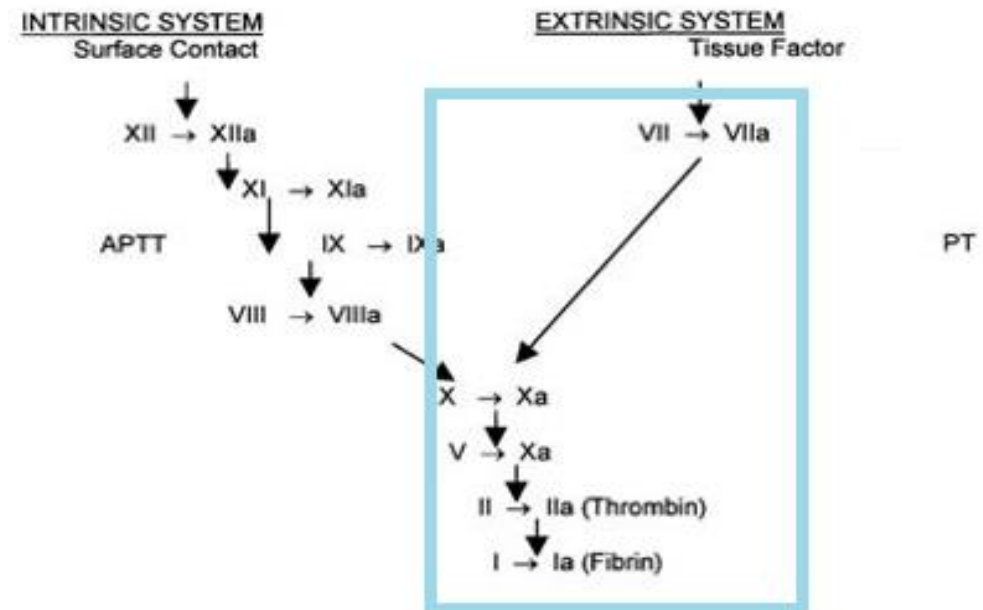 INTRINSIC SYSTEM EXTRINSIC SYSTEM
Surface Contact Tissue Factor
XII → XIIa VII → VIIa
XI → XIa
APTT IX → IXa PT
VIII → VIIIa
X → Xa
V → Xa
II → IIa (Thrombin)
I → Ia (Fibrin)